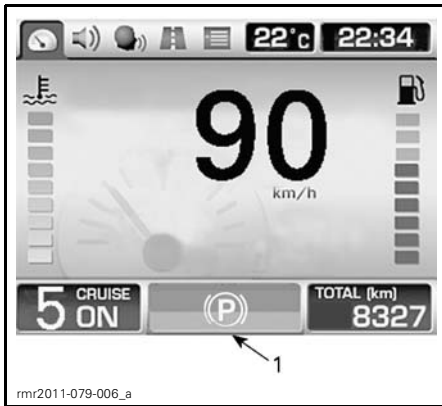 22°c 22:34
90
km/h
5 CRUISE ON
(P)
TOTAL (km)
8327
1
rmr2011-079-006_a